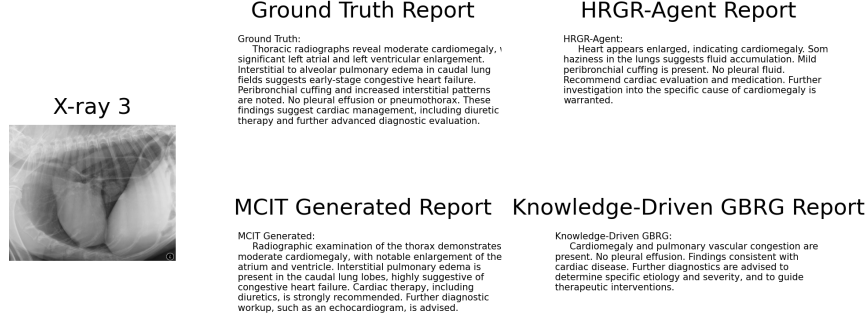 X-ray 3
Ground Truth Report
Ground Truth:
Thoracic radiographs reveal moderate cardiomegaly,
significant left atrial and left ventricular enlargement.
Interstitial to alveolar pulmonary edema in caudal lung
fields suggests early-stage congestive heart failure.
Peribronchial cuffing and increased interstitial patterns
are noted. No pleural effusion or pneumothorax. These
findings suggest cardiac management, including diuretic
therapy and further advanced diagnostic evaluation.
HRGR-Agent Report
HRGR-Agent:
Heart appears enlarged, indicating cardiomegaly. Som
haziness in the lungs suggests fluid accumulation. Mild
peribronchial cuffing is present. No pleural fluid.
Recommend cardiac evaluation and medication. Further
investigation into the specific cause of cardiomegaly is
warranted.
MCIT Generated Report
MCIT Generated:
Radiographic examination of the thorax demonstrates
moderate cardiomegaly, with notable enlargement of the
atrium and ventricle. Interstitial pulmonary edema is
present in the caudal lung lobes, highly suggestive of
congestive heart failure. Cardiac therapy, including
diuretics, is strongly recommended. Further diagnostic
workup, such as an echocardiogram, is advised.
Knowledge-Driven GBRG Report
Knowledge-Driven GBRG:
Cardiomegaly and pulmonary vascular congestion are
present. No pleural effusion. Findings consistent with
cardiac disease. Further diagnostics are advised to
determine specific etiology and severity, and to guide
therapeutic interventions.